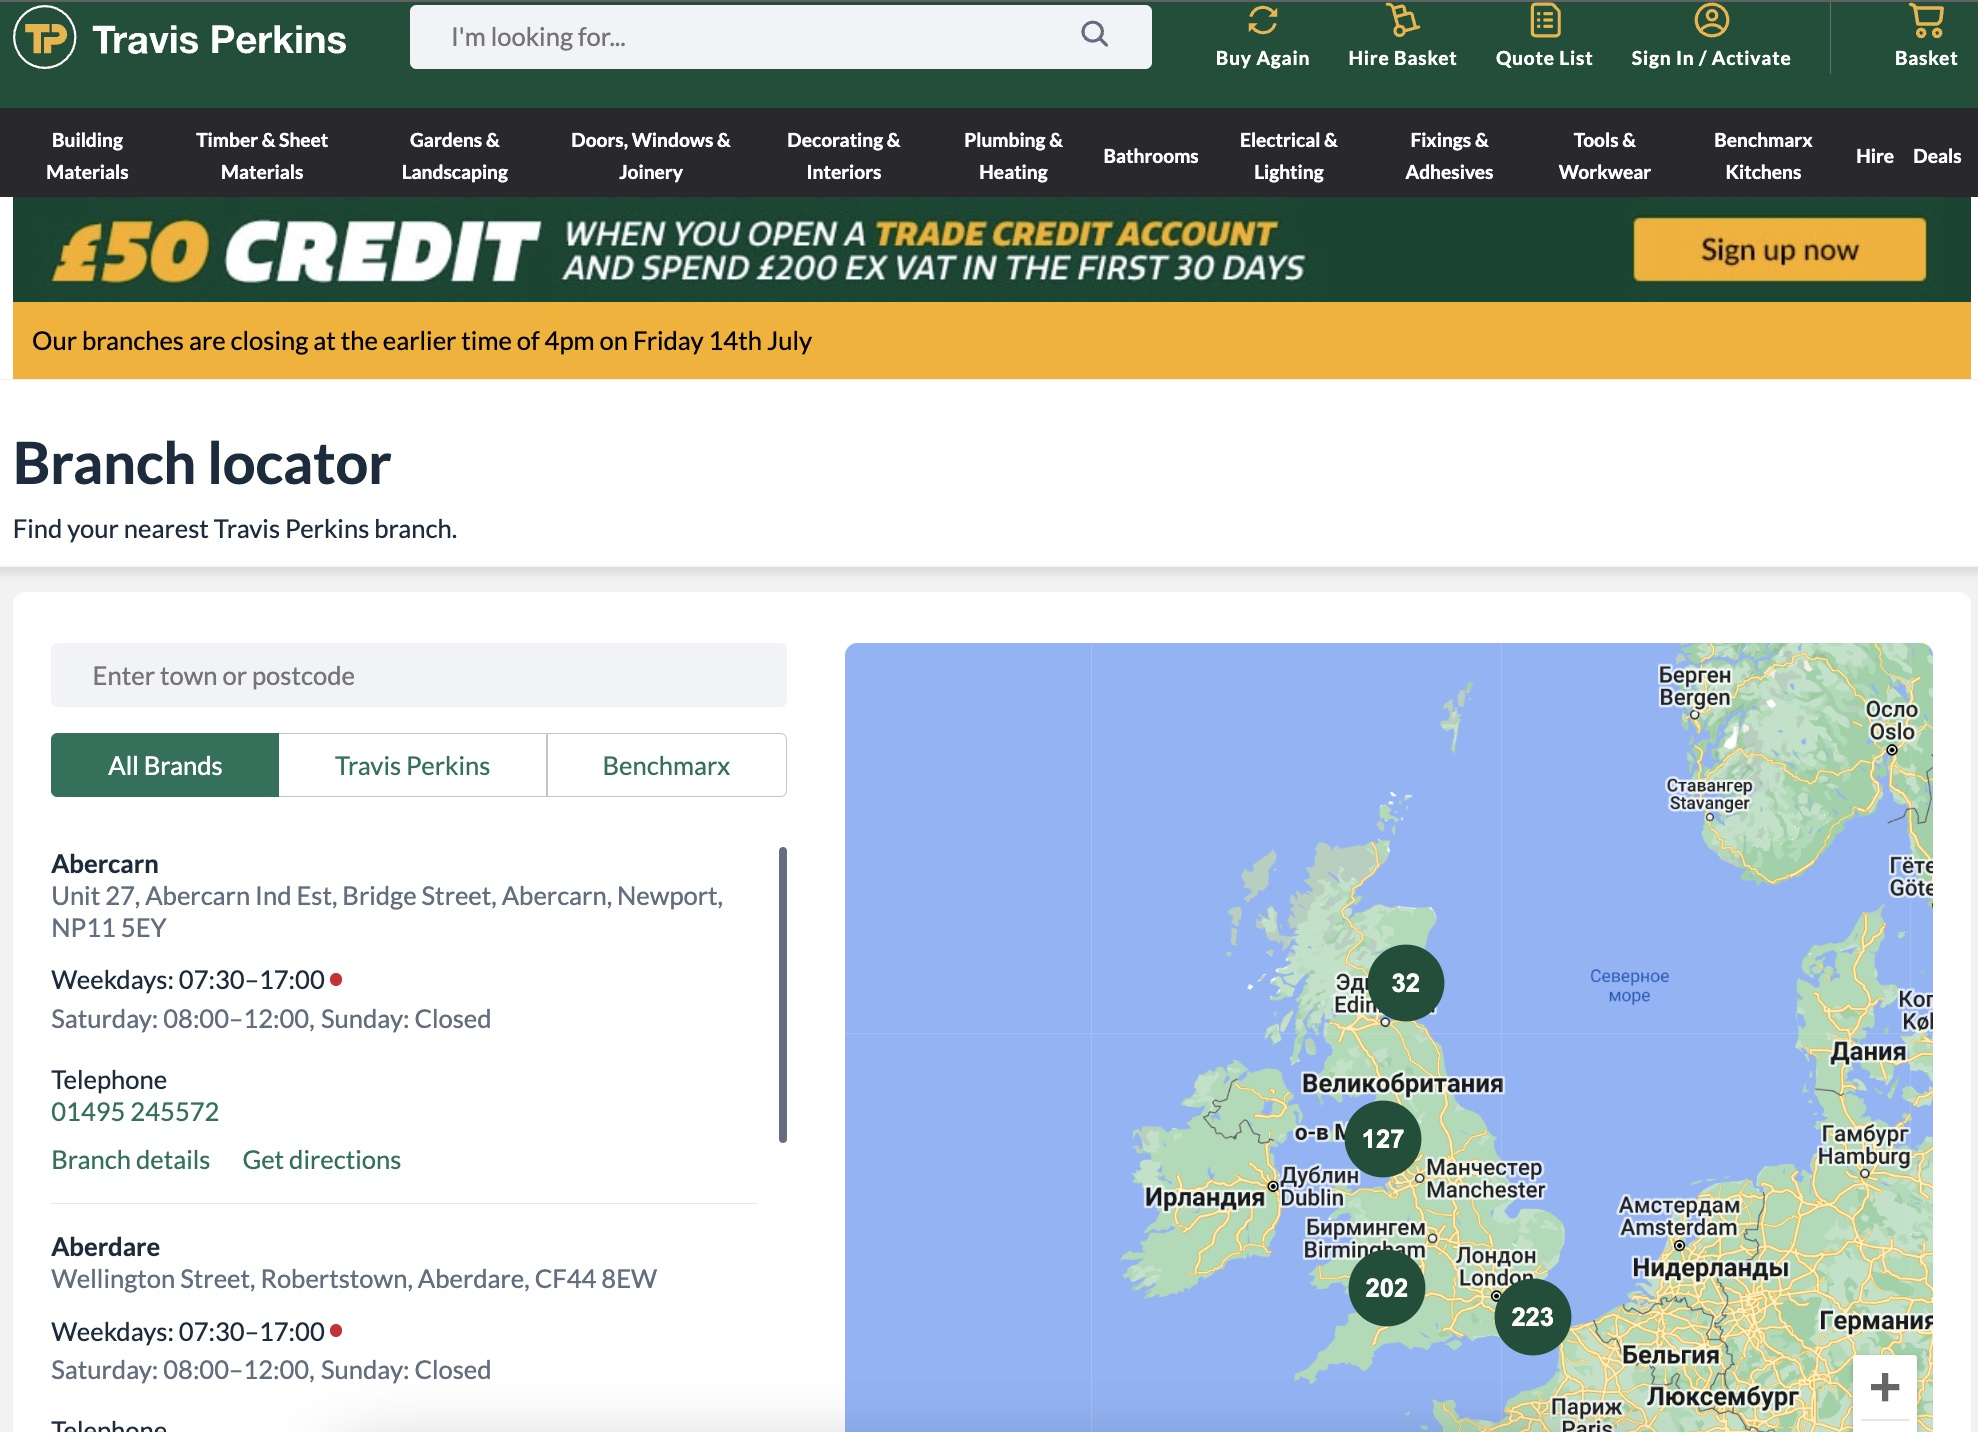 TP Travis Perkins
I'm looking for...
Buy Again
Hire Basket
Quote List
Sign In / Activate
Basket
Building
Materials
Timber & Sheet
Materials
Gardens &
Landscaping
Doors, Windows &
Joinery
Decorating &
Interiors
Plumbing &
Heating
Bathrooms
Electrical &
Lighting
Fixings &
Adhesives
Tools &
Workwear
Benchmarx
Kitchens
Hire
Deals
£50 CREDIT
WHEN YOU OPEN A TRADE CREDIT ACCOUNT
AND SPEND £200 EX VAT IN THE FIRST 30 DAYS
Sign up now
Our branches are closing at the earlier time of 4pm on Friday 14th July
Branch locator
Find your nearest Travis Perkins branch.
Enter town or postcode
All Brands
Travis Perkins
Benchmarx
Abercarn
Unit 27, Abercarn Ind Est, Bridge Street, Abercarn, Newport,
NP11 5EY
Weekdays: 07:30–17:00
Saturday: 08:00–12:00, Sunday: Closed
Telephone
01495 245572
Branch details
Get directions
Aberdare
Wellington Street, Robertstown, Aberdare, CF44 8EW
Weekdays: 07:30–17:00
Saturday: 08:00–12:00, Sunday: Closed
Telephone
Берген
Bergen
Осло
Oslo
Ставангер
Stavanger
32
Северное
море
Дания
Великобритания
о-в
127
Манчестер
Manchester
Дублин
Dublin
Ирландия
Гамбург
Hamburg
Бирмингем
Birmingham
Амстердам
Amsterdam
Лондон
London
Нидерланды
202
223
Германия
Бельгия
Люксембург
Париж
Paris
+